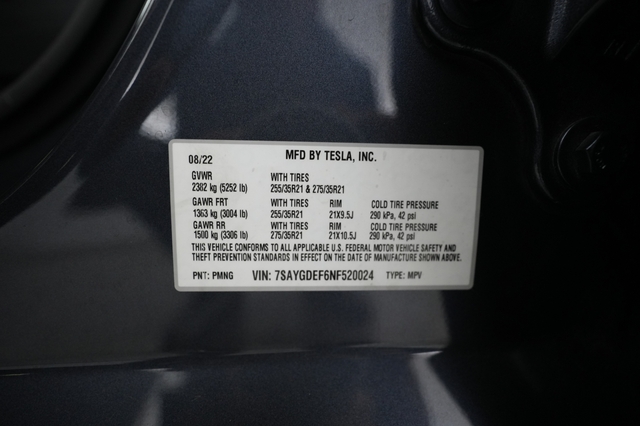 08/22 MFD BY TESLA, INC.
GVWR WITH TIRES
2382 kg (5252 lb) 255/35R21 & 275/35R21
GAWR FRT WITH TIRES RIM COLD TIRE PRESSURE
1363 kg (3004 lb) 255/35R21 21X9.5J 290 kPa, 42 psi
GAWR RR WITH TIRES RIM COLD TIRE PRESSURE
1500 kg (3306 lb) 275/35R21 21X10.5J 290 kPa, 42 psi
THIS VEHICLE CONFORMS TO ALL APPLICABLE U.S. FEDERAL MOTOR VEHICLE SAFETY AND
THEFT PREVENTION STANDARDS IN EFFECT ON THE DATE OF MANUFACTURE SHOWN ABOVE.
PNT: PMNG VIN: 7SAYGDEF6NF520024 TYPE: MPV